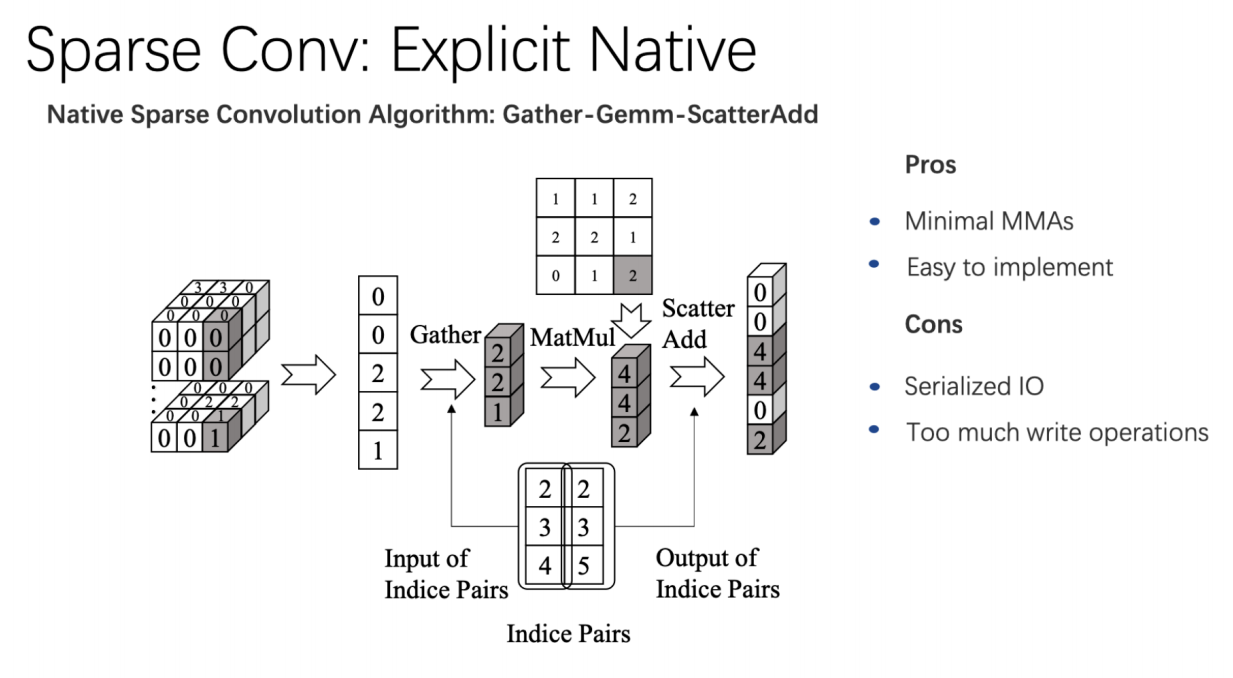 Sparse Conv: Explicit Native
Native Sparse Convolution Algorithm: Gather-Gemm-ScatterAdd
Pros
• Minimal MMAs
• Easy to implement
Cons
• Serialized IO
• Too much write operations
1 1 2
2 2 1
0 1 2
3 3 0
0 0 0
0 0 0
0 0 0
0 0 0
0 0 0
0 2 2
0 0 1
0 0 1
0
0
2
2
1
Gather
2
2
1
MatMul
4
4
2
Scatter
Add
0
0
4
4
0
2
2 2
3 3
4 5
Input of
Indice Pairs
Output of
Indice Pairs
Indice Pairs